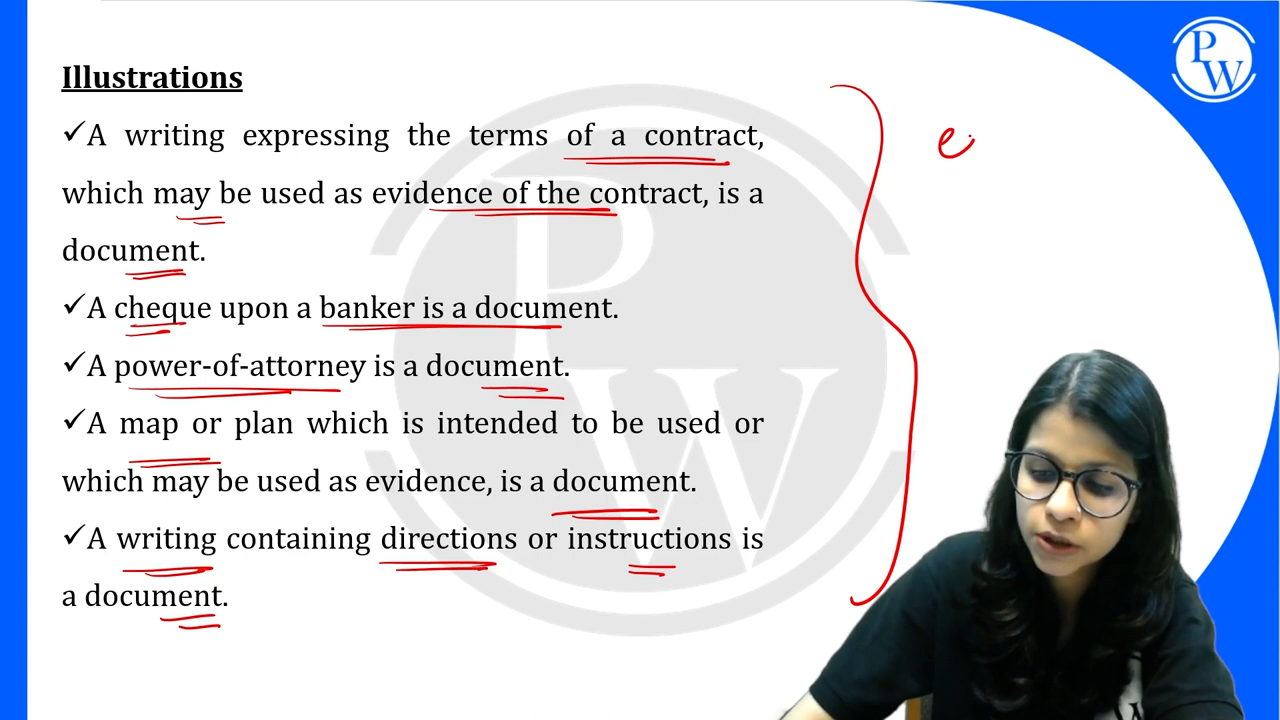 Illustrations
✓A writing expressing the terms of a contract,
which may be used as evidence of the contract, is a
document.
✓A cheque upon a banker is a document.
✓A power-of-attorney is a document.
✓A map or plan which is intended to be used or
which may be used as evidence, is a document.
✓A writing containing directions or instructions is
a document.
e
PW
PW